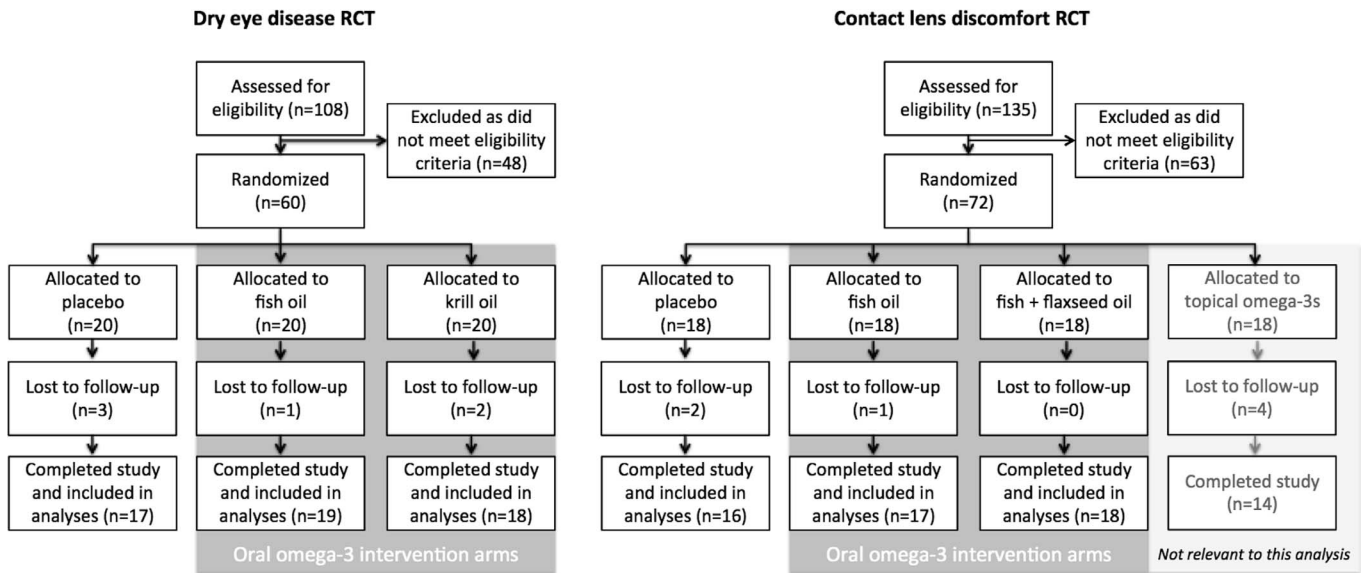 Dry eye disease RCT
Assessed for
eligibility (n=108)
Excluded as did
not meet eligibility
criteria (n=48)
Randomized
(n=60)
Allocated to
placebo
(n=20)
Allocated to
fish oil
(n=20)
Allocated to
krill oil
(n=20)
Lost to follow-up
(n=3)
Lost to follow-up
(n=1)
Lost to follow-up
(n=2)
Completed study
and included in
analyses (n=17)
Completed study
and included in
analyses (n=19)
Completed study
and included in
analyses (n=18)
Oral omega-3 intervention arms
Contact lens discomfort RCT
Assessed for
eligibility (n=135)
Excluded as did
not meet eligibility
criteria (n=63)
Randomized
(n=72)
Allocated to
placebo
(n=18)
Allocated to
fish oil
(n=18)
Allocated to
fish + flaxseed oil
(n=18)
Allocated to
topical omega-3s
(n=18)
Lost to follow-up
(n=2)
Lost to follow-up
(n=1)
Lost to follow-up
(n=0)
Lost to follow-up
(n=4)
Completed study
and included in
analyses (n=16)
Completed study
and included in
analyses (n=17)
Completed study
and included in
analyses (n=18)
Completed study
(n=14)
Oral omega-3 intervention arms
Not relevant to this analysis